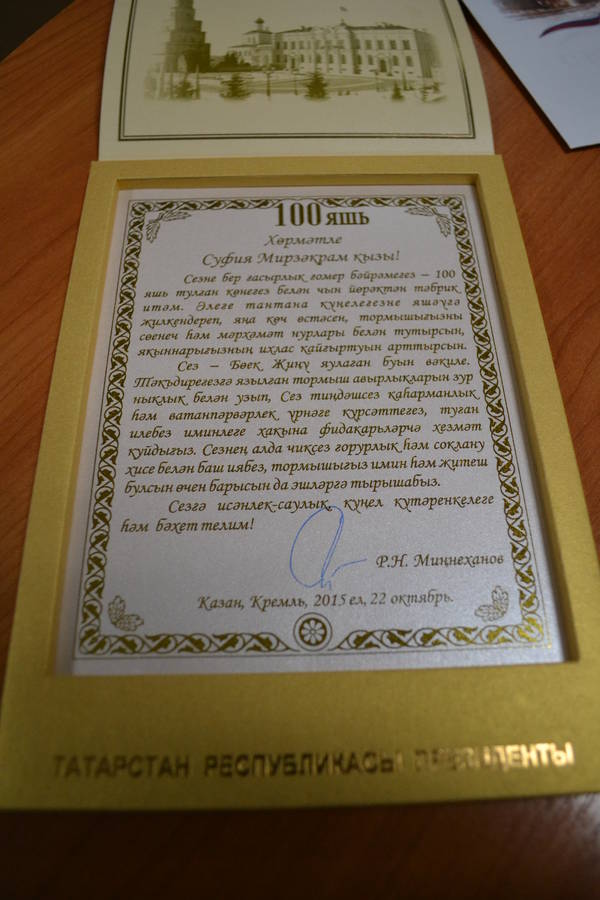 100 яшь
Хөрмәтле
Суфия Мирзәкрам кызы!
Сезне бер гасырлык гомер бәйрәмегез – 100
яшь тулган көнегез белән чын йөрәктән тәбрик
итәм. Әлеге тантана күңелегезне яшәүгә
җилкендереп, яңа көч өстәсен, тормышыгызны
сөенеч һәм мәрхәмәт нурлары белән тутырсын,
якыннарыгызның ихлас кайгыртуын арттырсын.
Сез – Бөек Җиңү яулаган буын вәкиле.
Тәкъдирегезгә язылган тормыш авырлыкларын зур
ныклык белән узып, Сез тиңдәшсез каһарманлык
һәм ватанпәрвәрлек үрнәге күрсәттегез, туган
илебез иминлеге хакына фидакарьләрчә хезмәт
куйдыгыз. Сезнең алда чиксез горурлык һәм соклану
хисе белән баш иябез, тормышыгыз имин һәм җитеш
булсын өчен барысын да эшләргә тырышабыз.
Сезгә исәнлек-саулык, күңел күтәренкелеге
һәм бәхет телим!
Р.Н. Миңнеханов
Казан, Кремль, 2015 ел, 22 октябрь.
ТАТАРСТАН РЕСПУБЛИКАСЫ ПРЕЗИДЕНТЫ